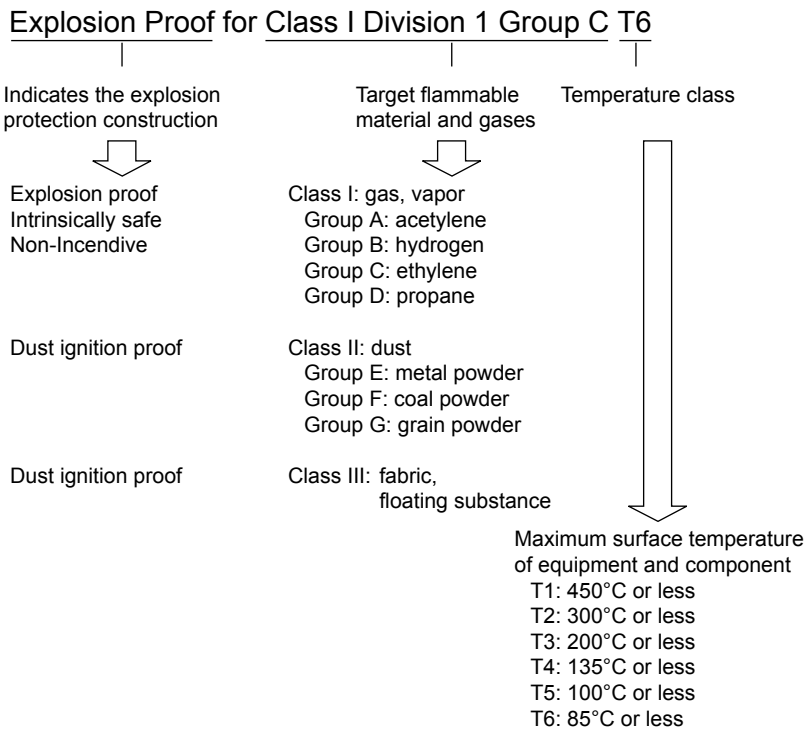 Explosion Proof for Class I Division 1 Group C T6
Indicates the explosion
protection construction
Target flammable
material and gases
Temperature class
Explosion proof
Intrinsically safe
Non-Incendive
Class I: gas, vapor
Group A: acetylene
Group B: hydrogen
Group C: ethylene
Group D: propane
Dust ignition proof
Class II: dust
Group E: metal powder
Group F: coal powder
Group G: grain powder
Dust ignition proof
Class III: fabric,
floating substance
Maximum surface temperature
of equipment and component
T1: 450°C or less
T2: 300°C or less
T3: 200°C or less
T4: 135°C or less
T5: 100°C or less
T6: 85°C or less